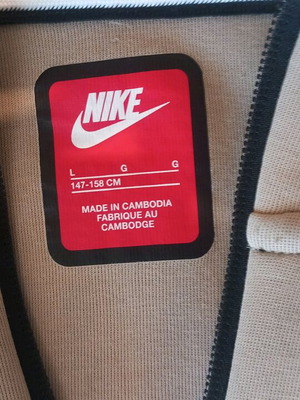 NIKE
L G G
147-158 CM
MADE IN CAMBODIA
FABRIQUE AU
CAMBODGE